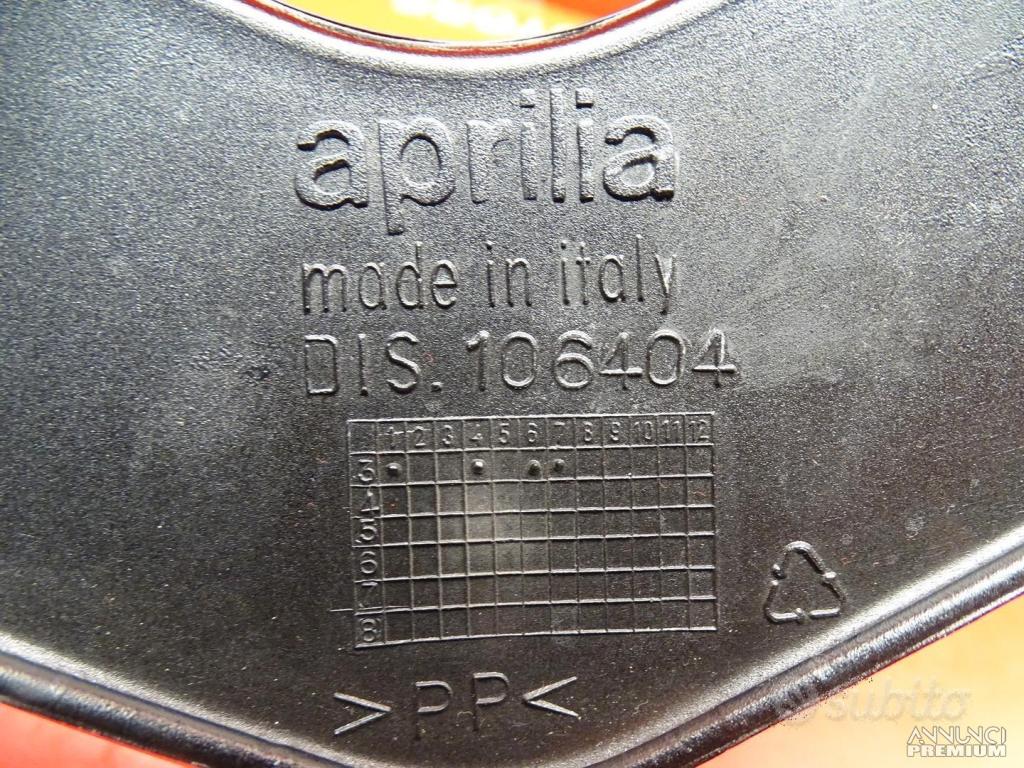 aprilia
made in italy
DIS. 106404
1 2 3 4 5 6 7 8 9 10 11 12
3
4
5
6
7
8
>PP<
subito
ANNUNCI
PREMIUM